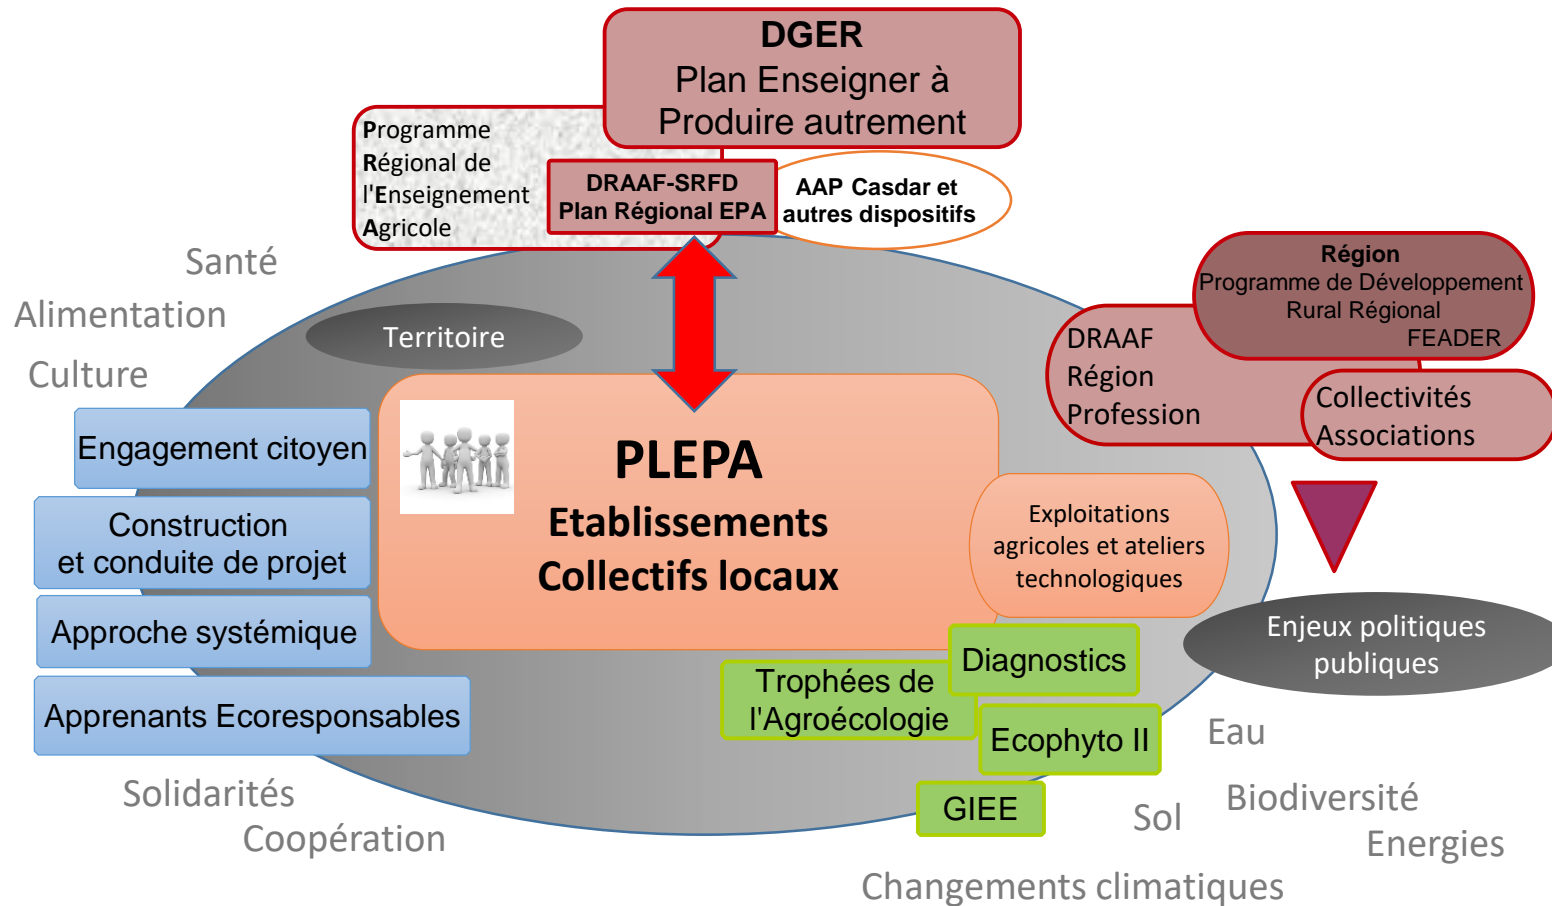 DGER
Plan Enseigner à
Produire autrement
Programme
Régional de
l'Enseignement
Agricole
DRAAF-SRFD
Plan Régional EPA
AAP Casdar et
autres dispositifs
Santé
Alimentation
Culture
Territoire
Région
Programme de Développement
Rural Régional
FEADER
DRAAF
Région
Profession
Collectivités
Associations
Engagement citoyen
Construction
et conduite de projet
Approche systémique
Apprenants Ecoresponsables
PLEPA
Etablissements
Collectifs locaux
Exploitations
agricoles et ateliers
technologiques
Enjeux politiques
publiques
Diagnostics
Trophées de
l'Agroécologie
Ecophyto II
GIEE
Solidarités
Coopération
Eau
Biodiversité
Sol
Energies
Changements climatiques